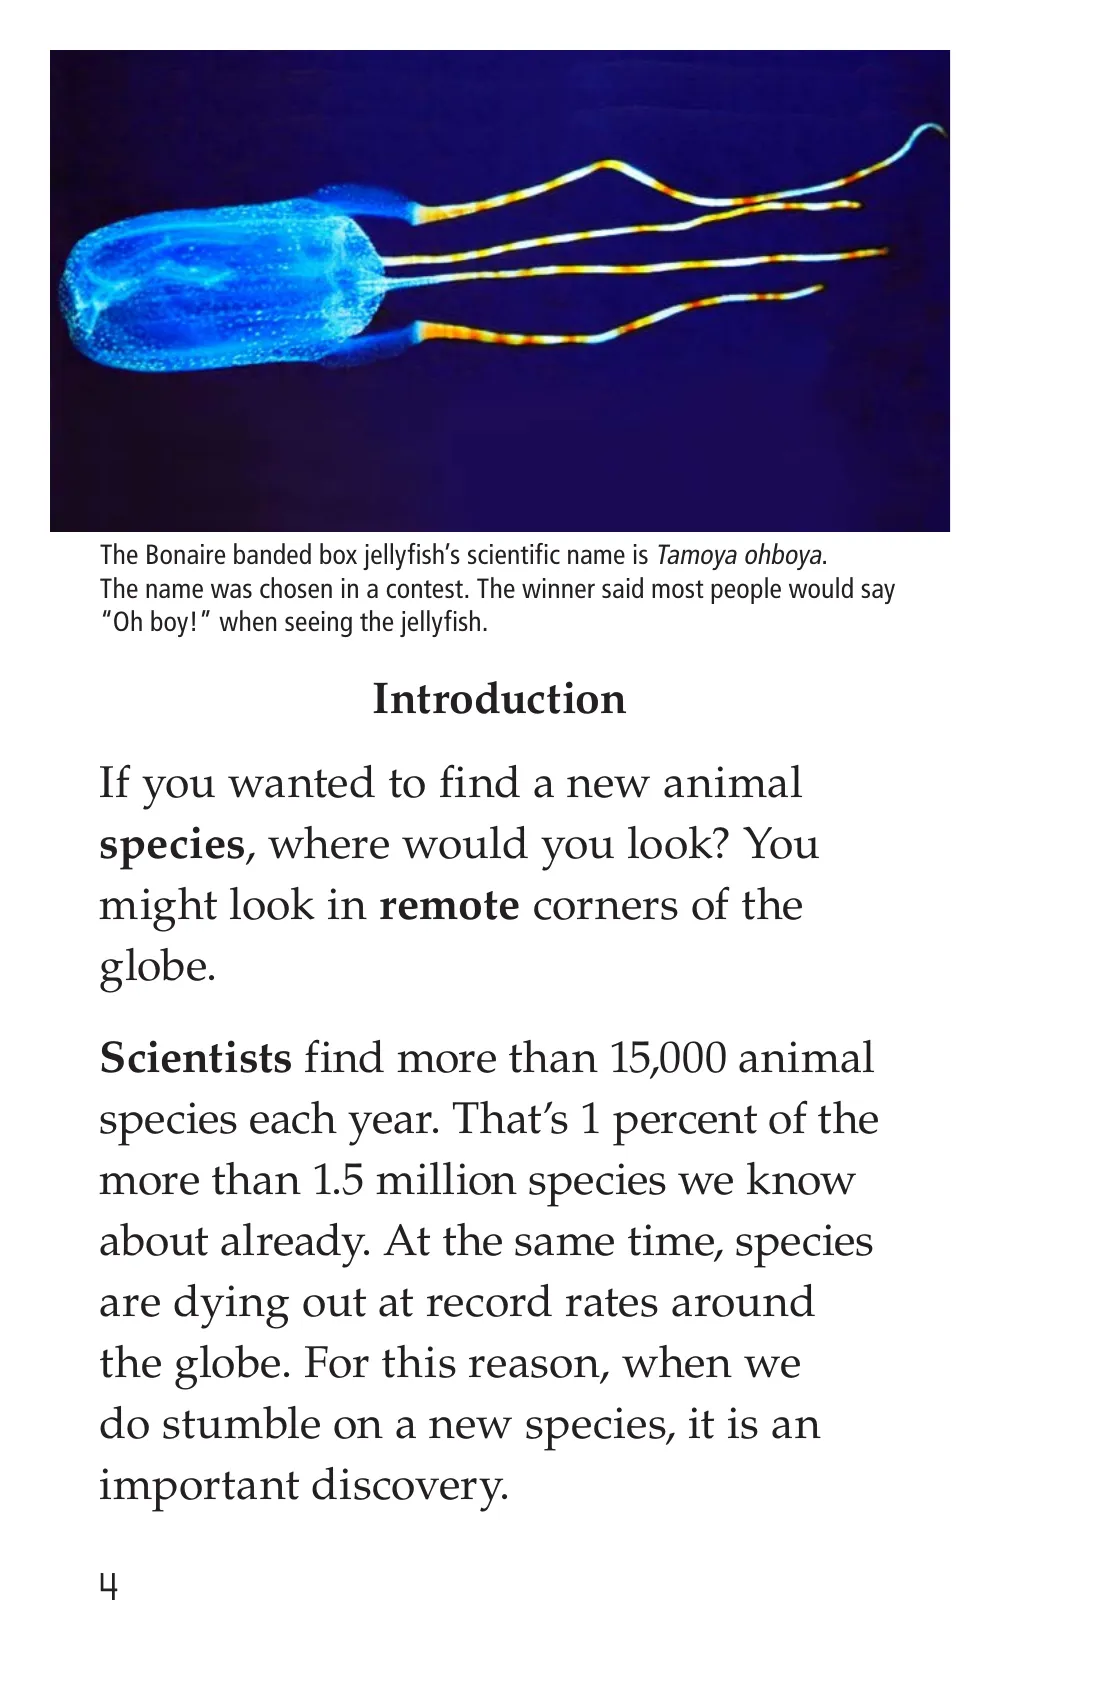 The Bonaire banded box jellyfish’s scientific name is Tamoya ohboya.
The name was chosen in a contest. The winner said most people would say
“Oh boy!” when seeing the jellyfish.
Introduction
If you wanted to find a new animal
species, where would you look? You
might look in remote corners of the
globe.
Scientists find more than 15,000 animal
species each year. That’s 1 percent of the
more than 1.5 million species we know
about already. At the same time, species
are dying out at record rates around
the globe. For this reason, when we
do stumble on a new species, it is an
important discovery.
4